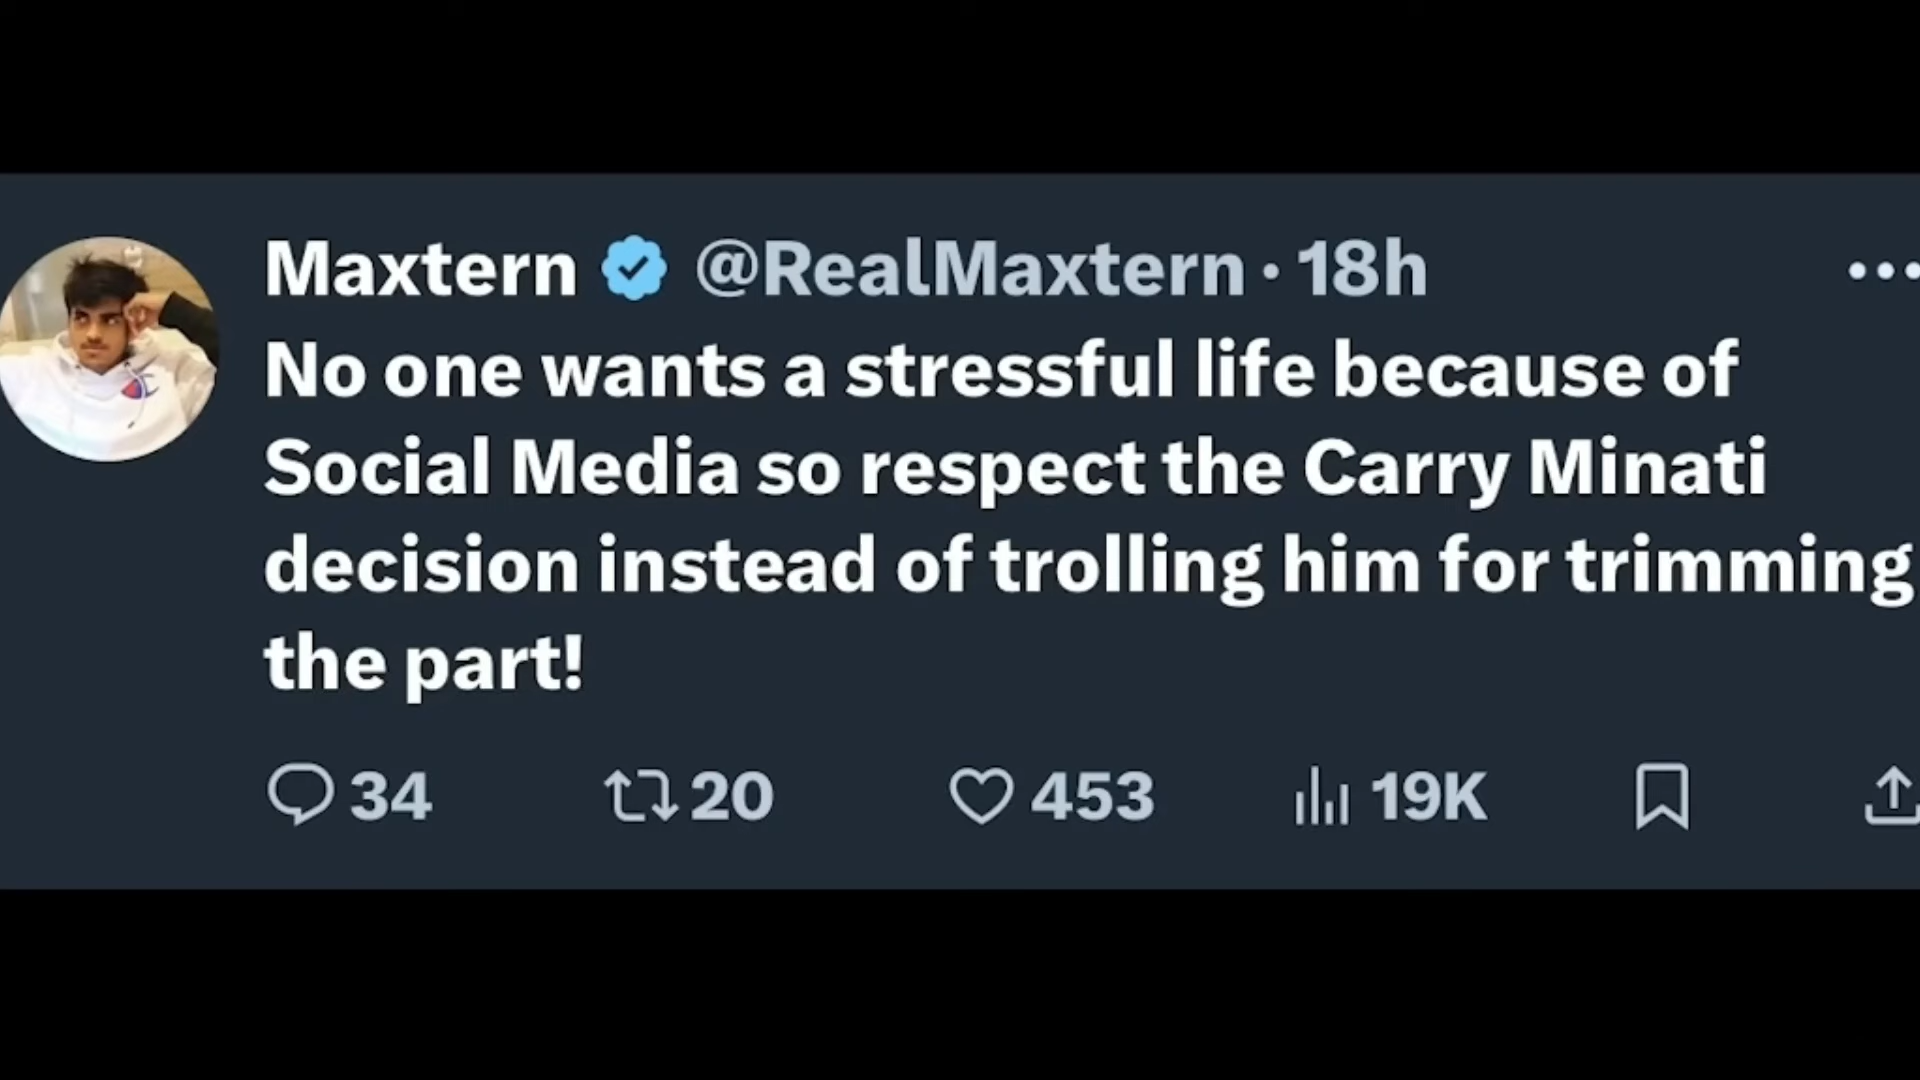 Maxtern @RealMaxtern · 18h
No one wants a stressful life because of
Social Media so respect the Carry Minati
decision instead of trolling him for trimming
the part!
34 20 453 19K